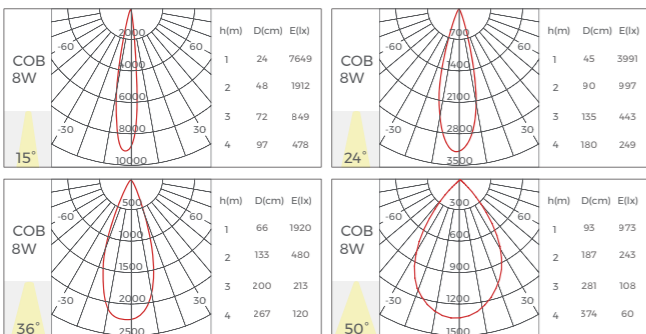 COB
8W
15°
-60
60
-30
30
2000
4000
6000
8000
10000
h(m) D(cm) E(lx)
1 24 7649
2 48 1912
3 72 849
4 97 478
COB
8W
24°
-60
60
-30
30
700
1400
2100
2800
3500
h(m) D(cm) E(lx)
1 45 3991
2 90 997
3 135 443
4 180 249
COB
8W
36°
-60
60
-30
30
500
1000
1500
2000
2500
h(m) D(cm) E(lx)
1 66 1920
2 133 480
3 200 213
4 267 120
COB
8W
50°
-60
60
-30
30
300
600
900
1200
1500
h(m) D(cm) E(lx)
1 93 973
2 187 243
3 281 108
4 374 60